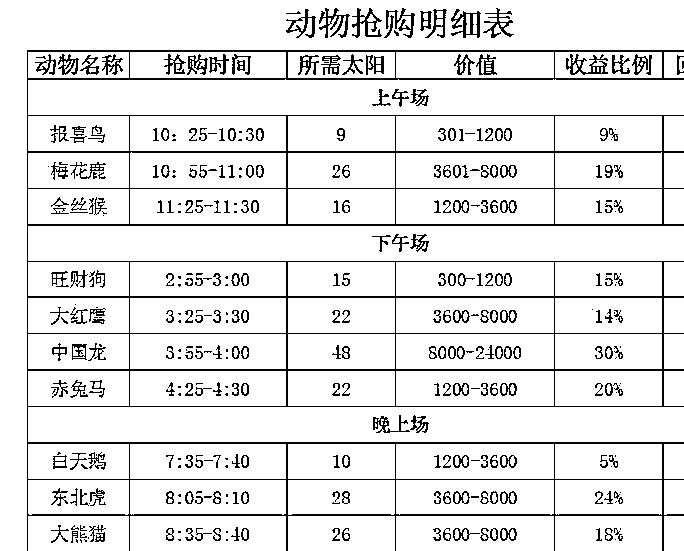 动物抢购明细表
动物名称 抢购时间 所需太阳 价值 收益比例
上午场
报喜鸟 10：25-10:30 9 301-1200 9%
梅花鹿 10：55-11:00 26 3601-8000 19%
金丝猴 11:25-11:30 16 1200-3600 15%
下午场
旺财狗 2:55-3:00 15 300-1200 15%
大红鹰 3:25-3:30 22 3600-8000 14%
中国龙 3:55-4:00 48 8000-24000 30%
赤兔马 4:25-4:30 22 1200-3600 20%
晚上场
白天鹅 7:35-7:40 10 1200-3600 5%
东北虎 8:05-8:10 28 3600-8000 24%
大熊猫 8:35-8:40 26 3600-8000 18%